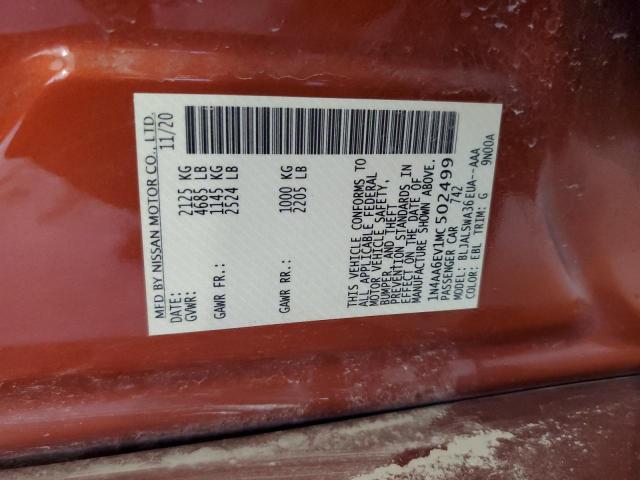 MFD BY NISSAN MOTOR CO., LTD.
DATE: 11/20
GVWR: 2125 KG
4685 LB
GAWR FR: 1145 KG
2524 LB
GAWR RR: 1000 KG
2205 LB
THIS VEHICLE CONFORMS TO
ALL APPLICABLE FEDERAL
MOTOR VEHICLE SAFETY,
BUMPER, AND THEFT
PREVENTION STANDARDS IN
EFFECT ON THE DATE OF
MANUFACTURE SHOWN ABOVE.
1N4AA6EV1MC502499
PASSENGER CAR 742
MODEL: BLJALSWA36EUA--AAA
COLOR: EBL TRIM: G 9N00A